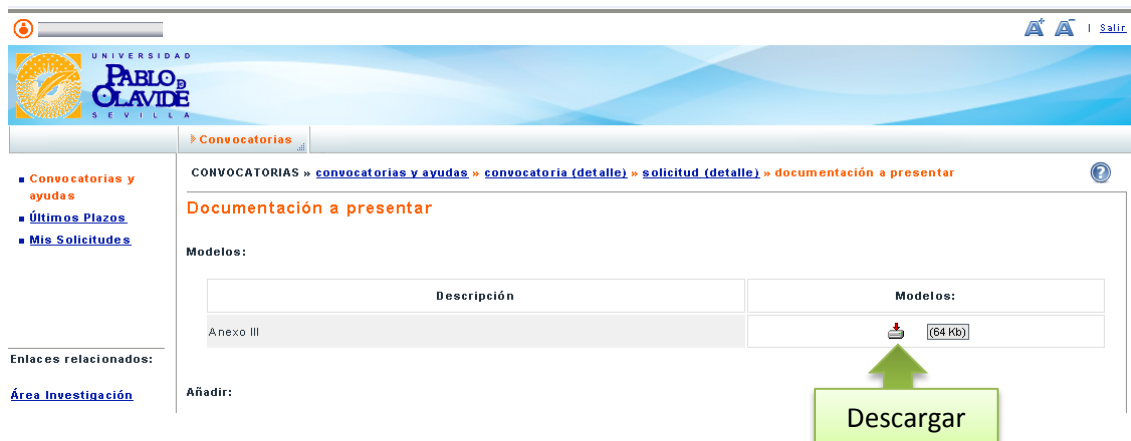 A+ A- | Salir
UNIVERSIDAD
PABLO DE
OLAVIDE
SEVILLA
Convocatorias
CONVOCATORIAS » convocatorias y ayudas » convocatoria (detalle) » solicitud (detalle) » documentación a presentar
Convocatorias y
ayudas
Últimos Plazos
Mis Solicitudes
Documentación a presentar
Modelos:
Descripción Modelos:
Anexo III (64 Kb)
Enlaces relacionados:
Área Investigación
Añadir:
Descargar